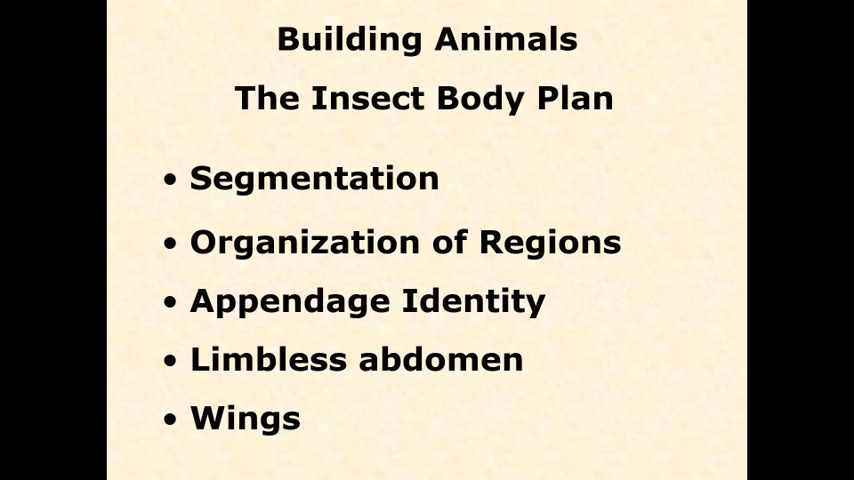 Building Animals
The Insect Body Plan
• Segmentation
• Organization of Regions
• Appendage Identity
• Limbless abdomen
• Wings